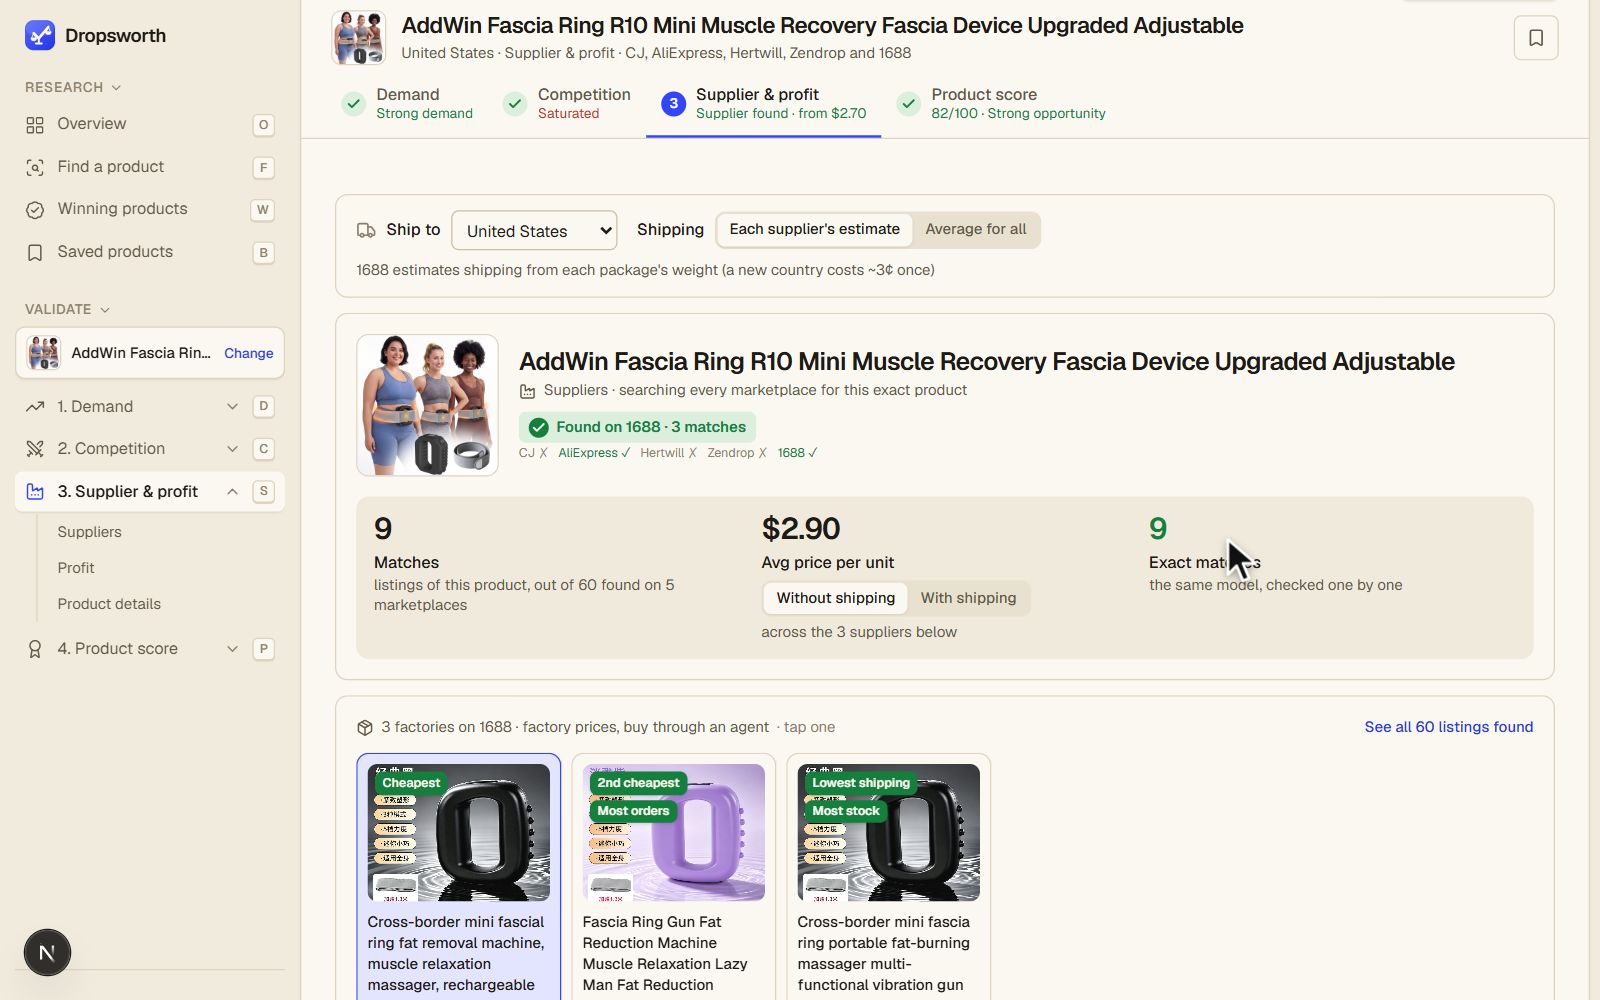 Dropsworth
RESEARCH
Overview
O
Find a product
F
Winning products
W
Saved products
B
VALIDATE
AddWin Fascia Rin...
Change
1. Demand
D
2. Competition
C
3. Supplier & profit
S
Suppliers
Profit
Product details
4. Product score
P
N
AddWin Fascia Ring R10 Mini Muscle Recovery Fascia Device Upgraded Adjustable
United States · Supplier & profit · CJ, AliExpress, Hertwill, Zendrop and 1688
Demand
Strong demand
Competition
Saturated
3
Supplier & profit
Supplier found · from $2.70
Product score
82/100 · Strong opportunity
Ship to
United States
Shipping
Each supplier's estimate
Average for all
1688 estimates shipping from each package's weight (a new country costs ~3¢ once)
AddWin Fascia Ring R10 Mini Muscle Recovery Fascia Device Upgraded Adjustable
Suppliers · searching every marketplace for this exact product
Found on 1688 · 3 matches
CJ ✗ AliExpress ✓ Hertwill ✗ Zendrop ✗ 1688 ✓
9
Matches
listings of this product, out of 60 found on 5
marketplaces
$2.90
Avg price per unit
Without shipping
With shipping
across the 3 suppliers below
9
Exact matches
the same model, checked one by one
3 factories on 1688 · factory prices, buy through an agent · tap one
See all 60 listings found
Cheapest
Cross-border mini fascial
ring fat removal machine,
muscle relaxation
massager, rechargeable
2nd cheapest
Most orders
Fascia Ring Gun Fat
Reduction Machine
Muscle Relaxation Lazy
Man Fat Reduction
Lowest shipping
Most stock
Cross-border mini fascia
ring portable fat-burning
massager multi-
functional vibration gun